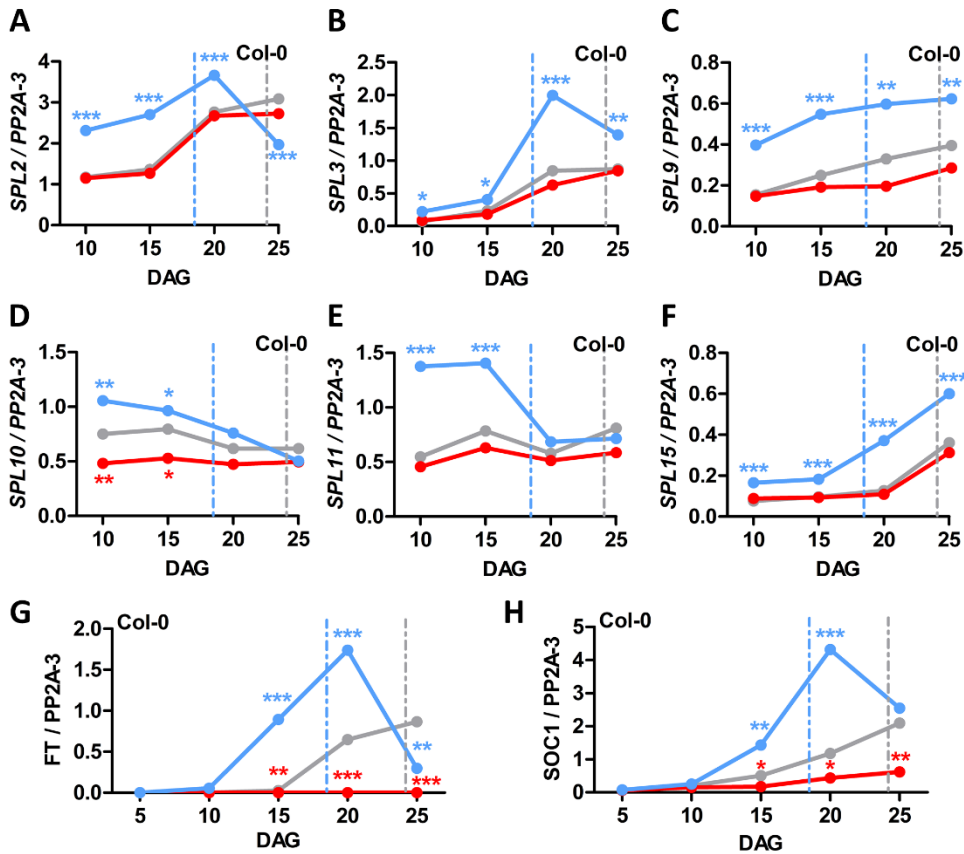 A
Col-0
SPL2 / PP2A-3
4
3
2
1
0
***
***
***
***
10 15 20 25
DAG
B
Col-0
SPL3 / PP2A-3
2.5
2.0
1.5
1.0
0.5
0.0
*
*
***
**
10 15 20 25
DAG
C
Col-0
SPL9 / PP2A-3
0.8
0.6
0.4
0.2
0.0
***
***
**
**
10 15 20 25
DAG
D
Col-0
SPL10 / PP2A-3
1.5
1.0
0.5
0.0
**
*
**
*
10 15 20 25
DAG
E
Col-0
SPL11 / PP2A-3
1.5
1.0
0.5
0.0
***
***
10 15 20 25
DAG
F
Col-0
SPL15 / PP2A-3
0.8
0.6
0.4
0.2
0.0
***
***
***
***
10 15 20 25
DAG
G
Col-0
FT / PP2A-3
2.0
1.5
1.0
0.5
0.0
***
***
**
**
***
***
5 10 15 20 25
DAG
H
Col-0
SOC1 / PP2A-3
5
4
3
2
1
0
**
***
*
*
**
5 10 15 20 25
DAG